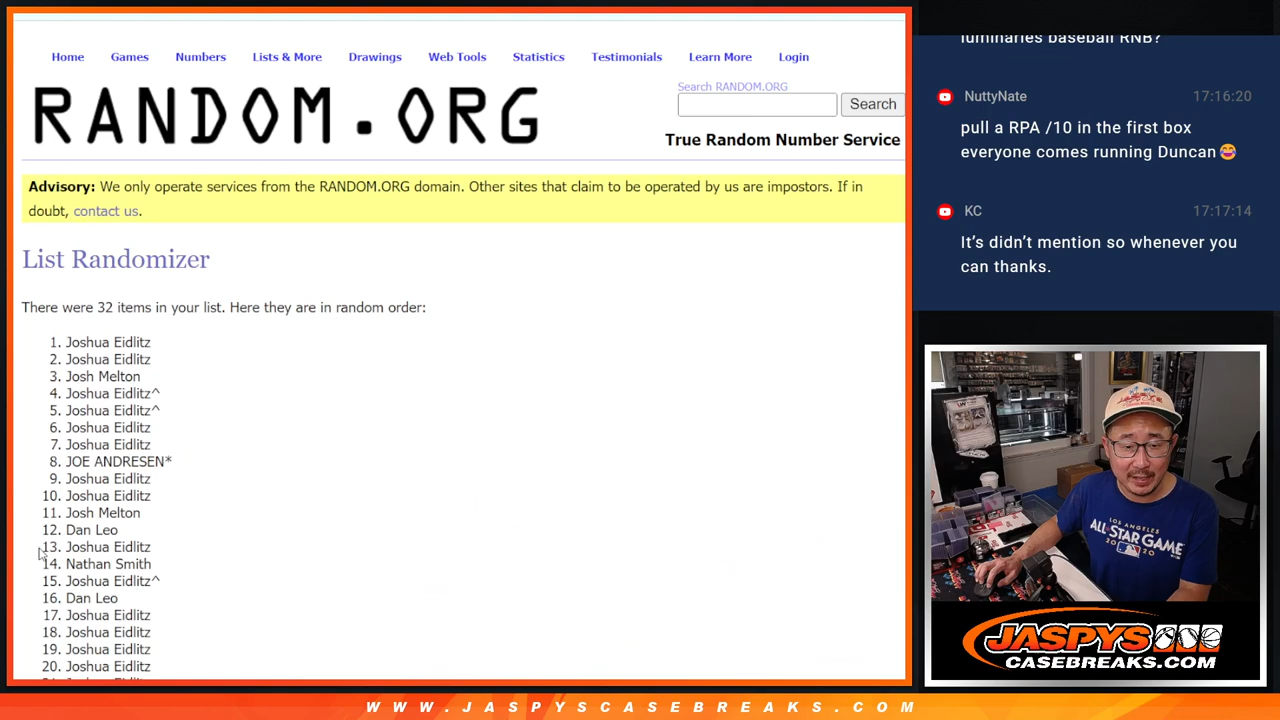 Home Games Numbers Lists & More Drawings Web Tools Statistics Testimonials Learn More Login
RANDOM.ORG
Search RANDOM.ORG
Search
True Random Number Service
Advisory: We only operate services from the RANDOM.ORG domain. Other sites that claim to be operated by us are impostors. If in
doubt, contact us.
List Randomizer
There were 32 items in your list. Here they are in random order:
1. Joshua Eidlitz
2. Joshua Eidlitz
3. Josh Melton
4. Joshua Eidlitz^
5. Joshua Eidlitz^
6. Joshua Eidlitz
7. Joshua Eidlitz
8. JOE ANDRESEN*
9. Joshua Eidlitz
10. Joshua Eidlitz
11. Josh Melton
12. Dan Leo
13. Joshua Eidlitz
14. Nathan Smith
15. Joshua Eidlitz^
16. Dan Leo
17. Joshua Eidlitz
18. Joshua Eidlitz
19. Joshua Eidlitz
20. Joshua Eidlitz
luminaries baseball RNB?
NuttyNate 17:16:20
pull a RPA /10 in the first box
everyone comes running Duncan😂
KC 17:17:14
It's didn't mention so whenever you
can thanks.
LOS ANGELES
ALL STAR GAME
2020
JASPYS
CASEBREAKS.COM
WWW.JASPYSCASEBREAKS.COM